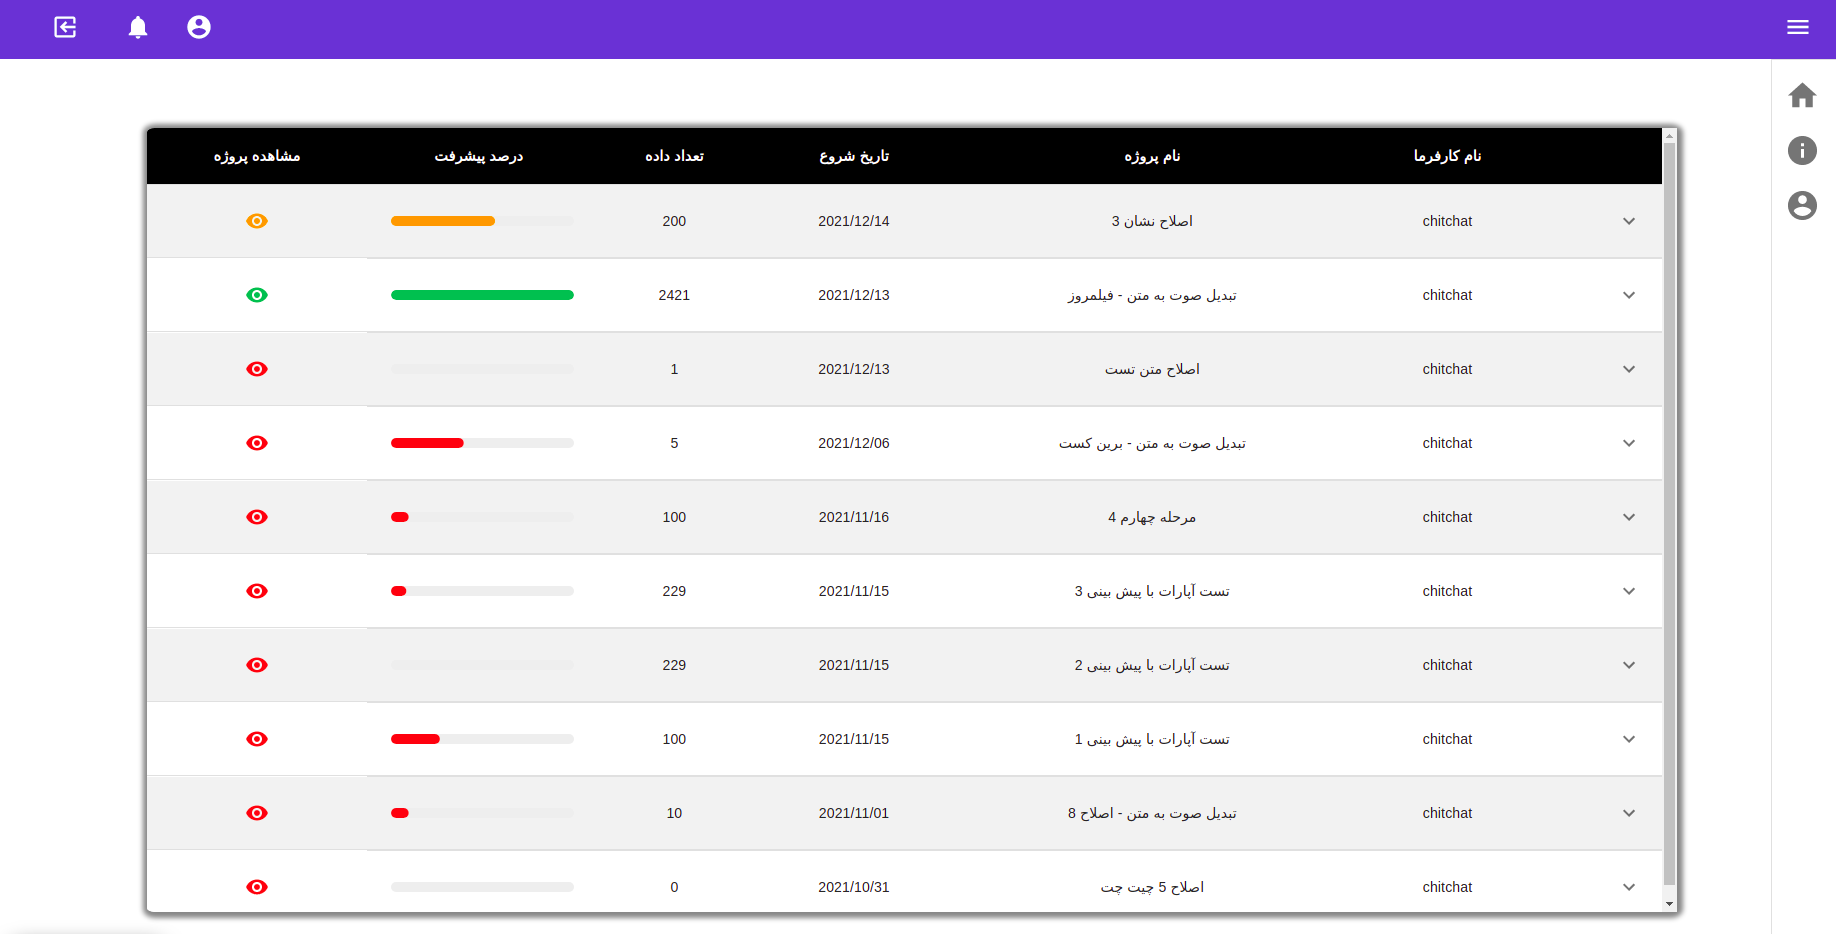 نام کارفرما نام پروژه تاریخ شروع تعداد داده درصد پیشرفت مشاهده پروژه
chitchat اصلاح نشان 3 2021/12/14 200
chitchat تبدیل صوت به متن - فیلمروز 2021/12/13 2421
chitchat اصلاح متن تست 2021/12/13 1
chitchat تبدیل صوت به متن - برین کست 2021/12/06 5
chitchat مرحله چهارم 4 2021/11/16 100
chitchat تست آپارات با پیش بینی 3 2021/11/15 229
chitchat تست آپارات با پیش بینی 2 2021/11/15 229
chitchat تست آپارات با پیش بینی 1 2021/11/15 100
chitchat تبدیل صوت به متن - اصلاح 8 2021/11/01 10
chitchat اصلاح 5 چیت چت 2021/10/31 0